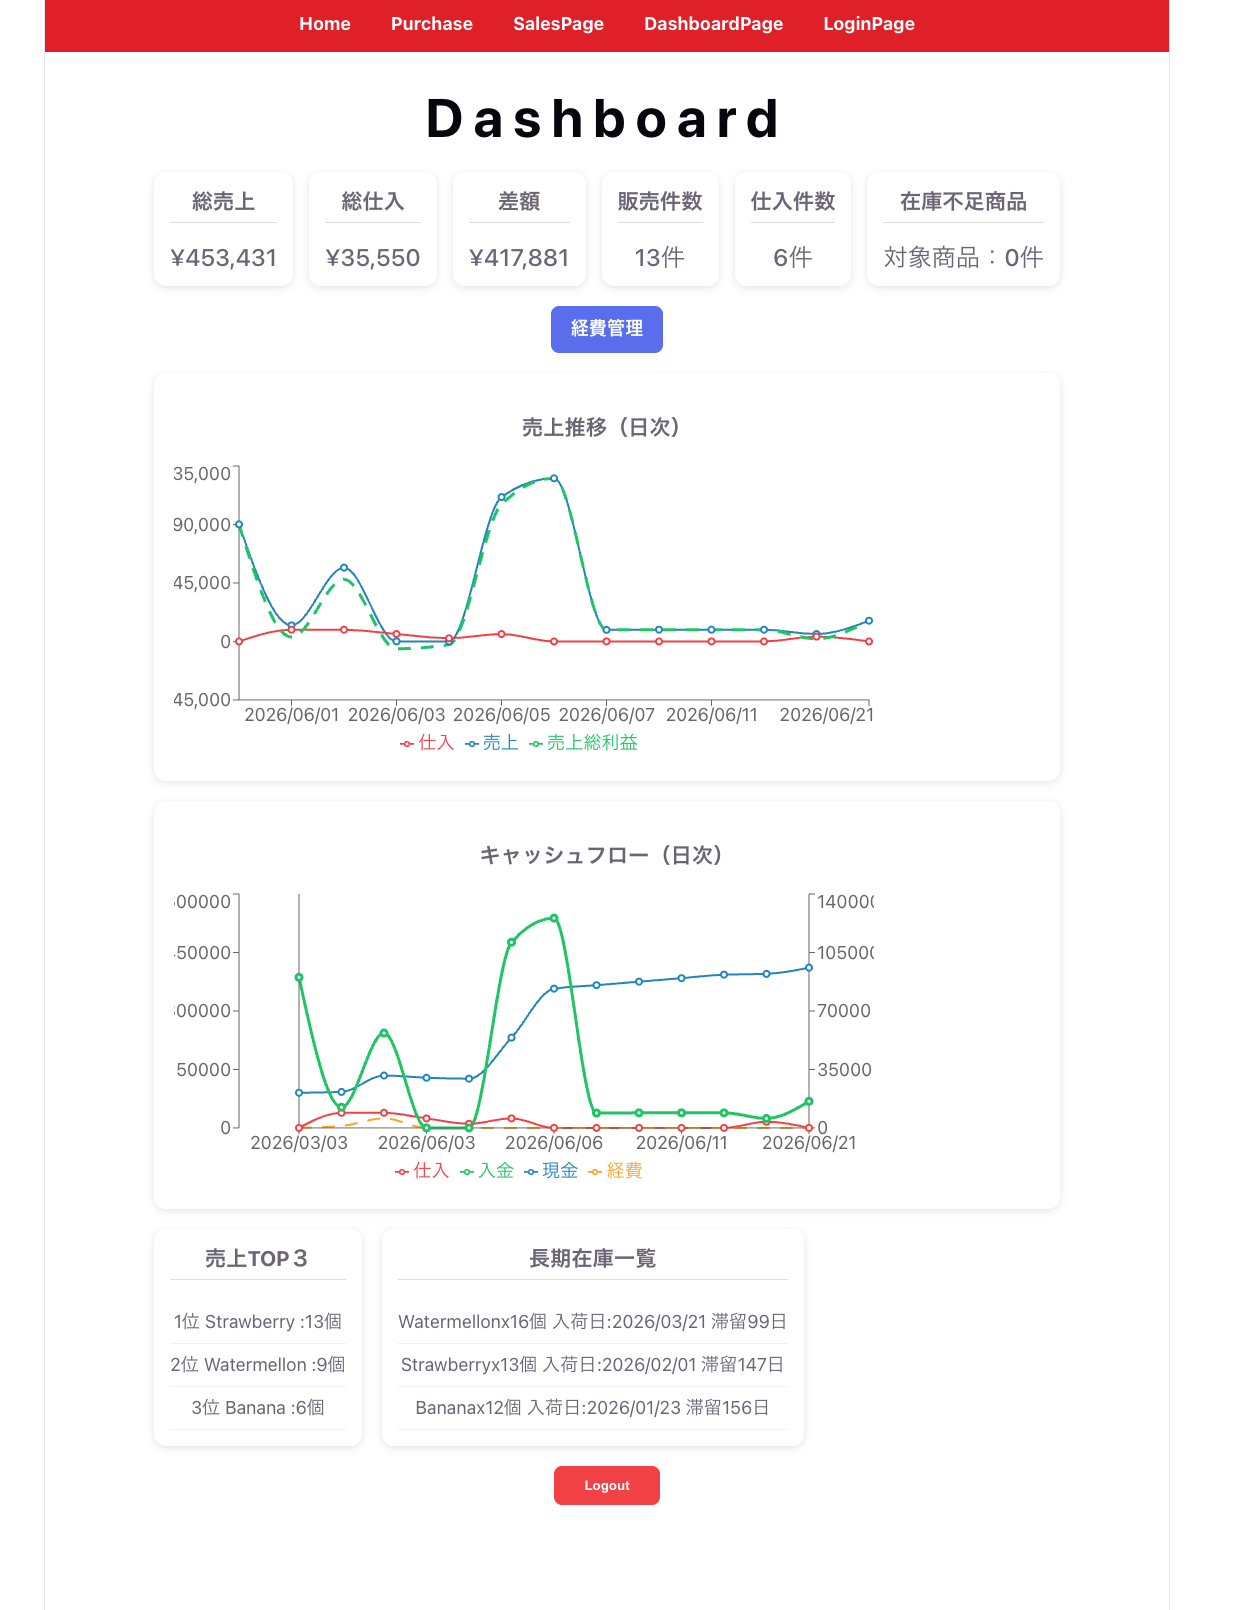 Home Purchase SalesPage DashboardPage LoginPage
Dashboard
総売上 総仕入 差額 販売件数 仕入件数 在庫不足商品
¥453,431 ¥35,550 ¥417,881 13件 6件 対象商品：0件
経費管理
売上推移（日次）
35,000
90,000
45,000
0
45,000
2026/06/01 2026/06/03 2026/06/05 2026/06/07 2026/06/11 2026/06/21
仕入 売上 売上総利益
キャッシュフロー（日次）
00000 140000
50000 105000
00000 70000
50000 35000
0 0
2026/03/03 2026/06/03 2026/06/06 2026/06/11 2026/06/21
仕入 入金 現金 経費
売上TOP３
1位 Strawberry :13個
2位 Watermellon :9個
3位 Banana :6個
長期在庫一覧
Watermellonx16個 入荷日:2026/03/21 滞留99日
Strawberryx13個 入荷日:2026/02/01 滞留147日
Bananax12個 入荷日:2026/01/23 滞留156日
Logout